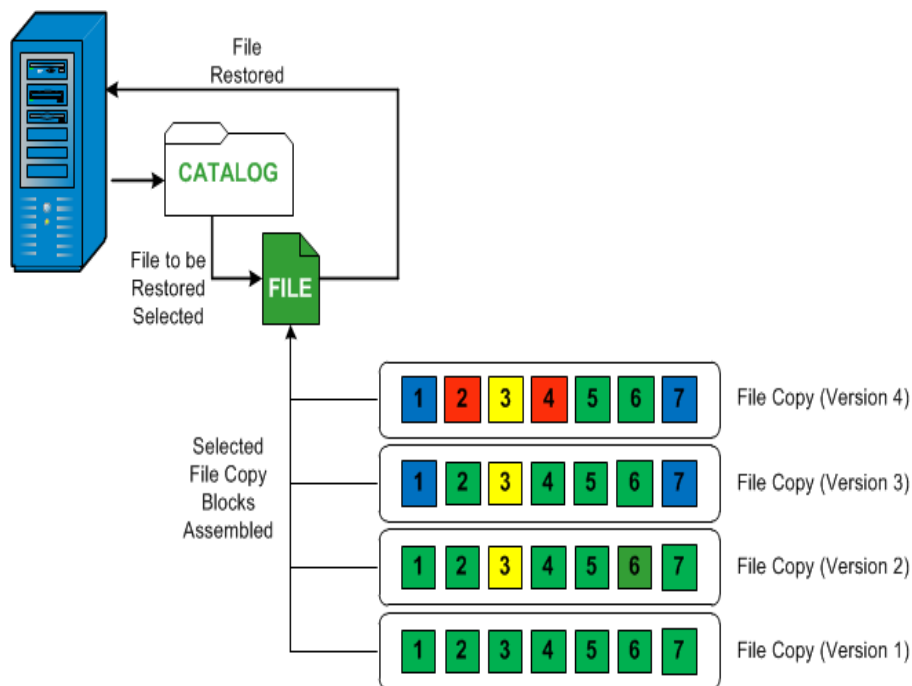 File
Restored
CATALOG
File to be
Restored
Selected
FILE
1 2 3 4 5 6 7 File Copy (Version 4)
Selected
File Copy
Blocks
Assembled
1 2 3 4 5 6 7 File Copy (Version 3)
1 2 3 4 5 6 7 File Copy (Version 2)
1 2 3 4 5 6 7 File Copy (Version 1)